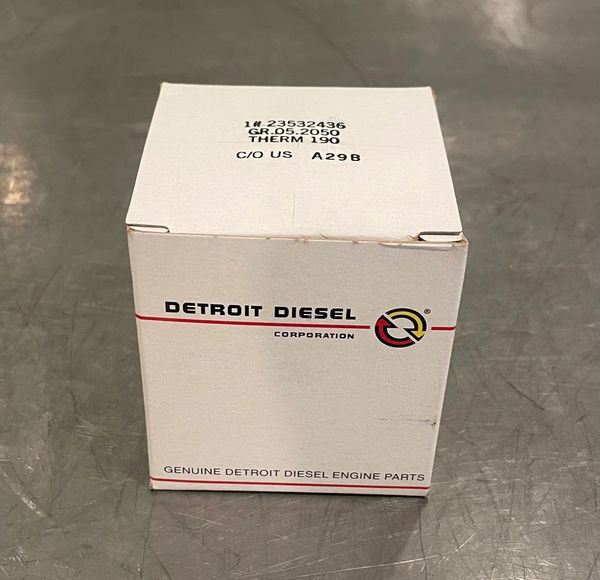 1# 23532436
GR.05.2050
THERM 190
C/O US A29B
DETROIT DIESEL
®
CORPORATION
GENUINE DETROIT DIESEL ENGINE PARTS